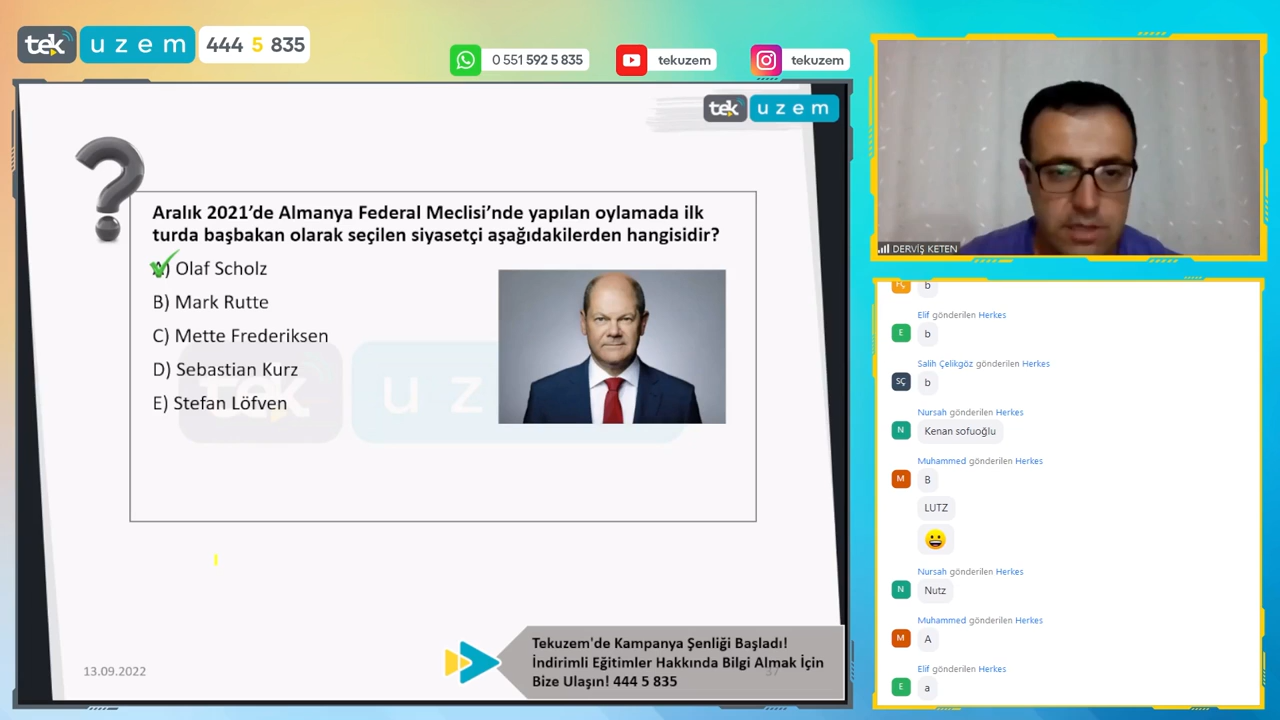 tek uzem 444 5 835
0 551 592 5 835
tekuzem
tekuzem
tek uzem
Aralık 2021’de Almanya Federal Meclisi’nde yapılan oylamada ilk
turda başbakan olarak seçilen siyasetçi aşağıdakilerden hangisidir?
A) Olaf Scholz
B) Mark Rutte
C) Mette Frederiksen
D) Sebastian Kurz
E) Stefan Löfven
13.09.2022
37
Tekuzem'de Kampanya Şenliği Başladı!
İndirimli Eğitimler Hakkında Bilgi Almak İçin
Bize Ulaşın! 444 5 835
DERVİŞ KETEN
FÇ b
Elif gönderilen Herkes
E b
Salih Çelikgöz gönderilen Herkes
SÇ b
Nursah gönderilen Herkes
N Kenan sofuoğlu
Muhammed gönderilen Herkes
M B
LUTZ
Nursah gönderilen Herkes
N Nutz
Muhammed gönderilen Herkes
M A
Elif gönderilen Herkes
E a